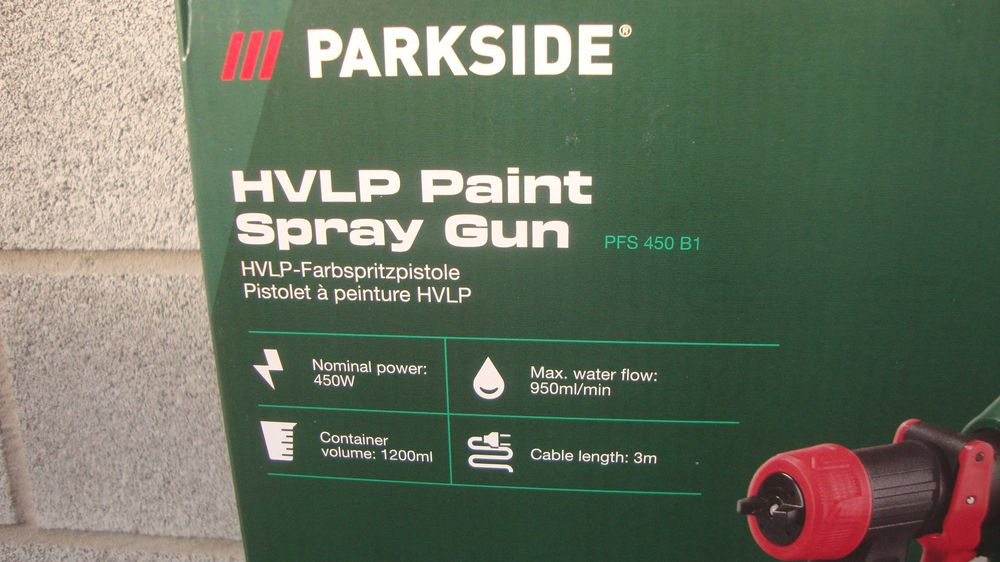 PARKSIDE®
HVLP Paint
Spray Gun PFS 450 B1
HVLP-Farbspritzpistole
Pistolet à peinture HVLP
Nominal power:
450W
Max. water flow:
950ml/min
Container
volume: 1200ml
Cable length: 3m